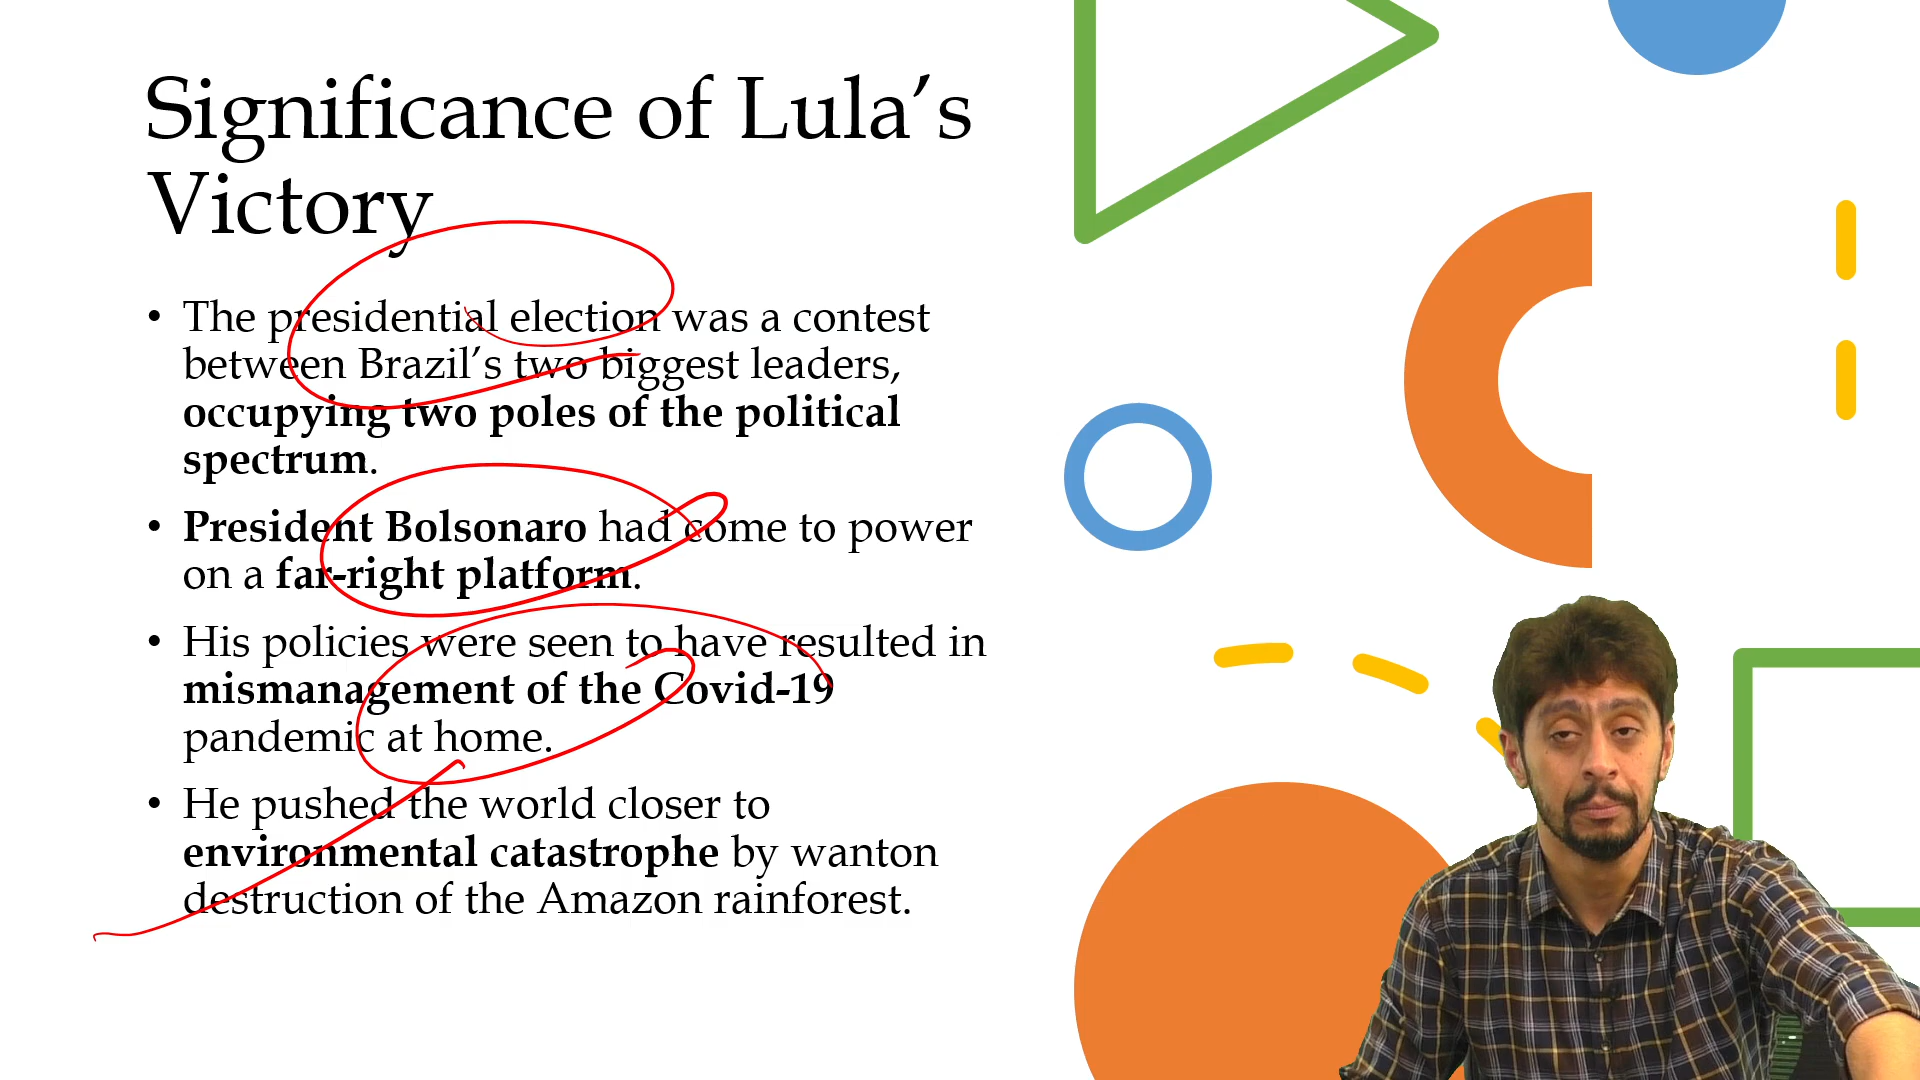 Significance of Lula’s
Victory
• The presidential election was a contest
between Brazil’s two biggest leaders,
occupying two poles of the political
spectrum.
• President Bolsonaro had come to power
on a far-right platform.
• His policies were seen to have resulted in
mismanagement of the Covid-19
pandemic at home.
• He pushed the world closer to
environmental catastrophe by wanton
destruction of the Amazon rainforest.